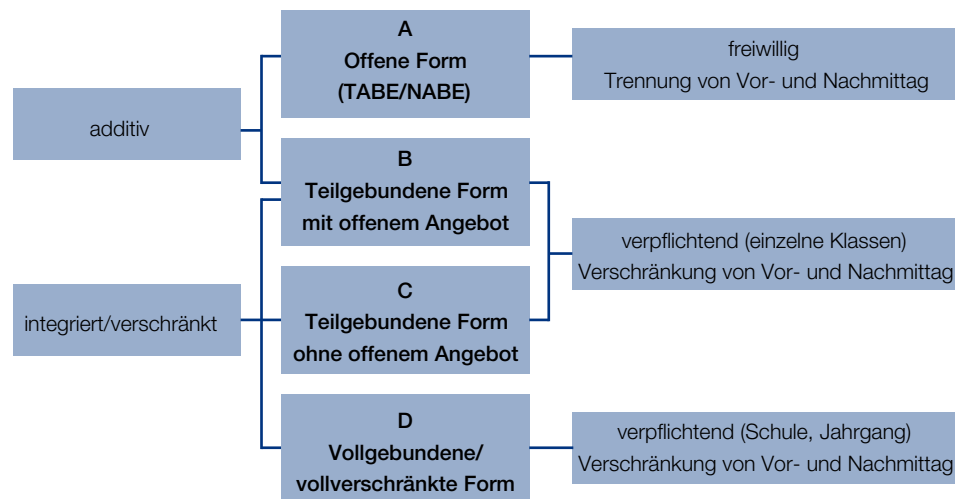 A
Offene Form
(TABE/NABE)
freiwillig
Trennung von Vor- und Nachmittag
additiv
B
Teilgebundene Form
mit offenem Angebot
verpflichtend (einzelne Klassen)
Verschränkung von Vor- und Nachmittag
integriert/verschränkt
C
Teilgebundene Form
ohne offenem Angebot
D
Vollgebundene/
vollverschränkte Form
verpflichtend (Schule, Jahrgang)
Verschränkung von Vor- und Nachmittag